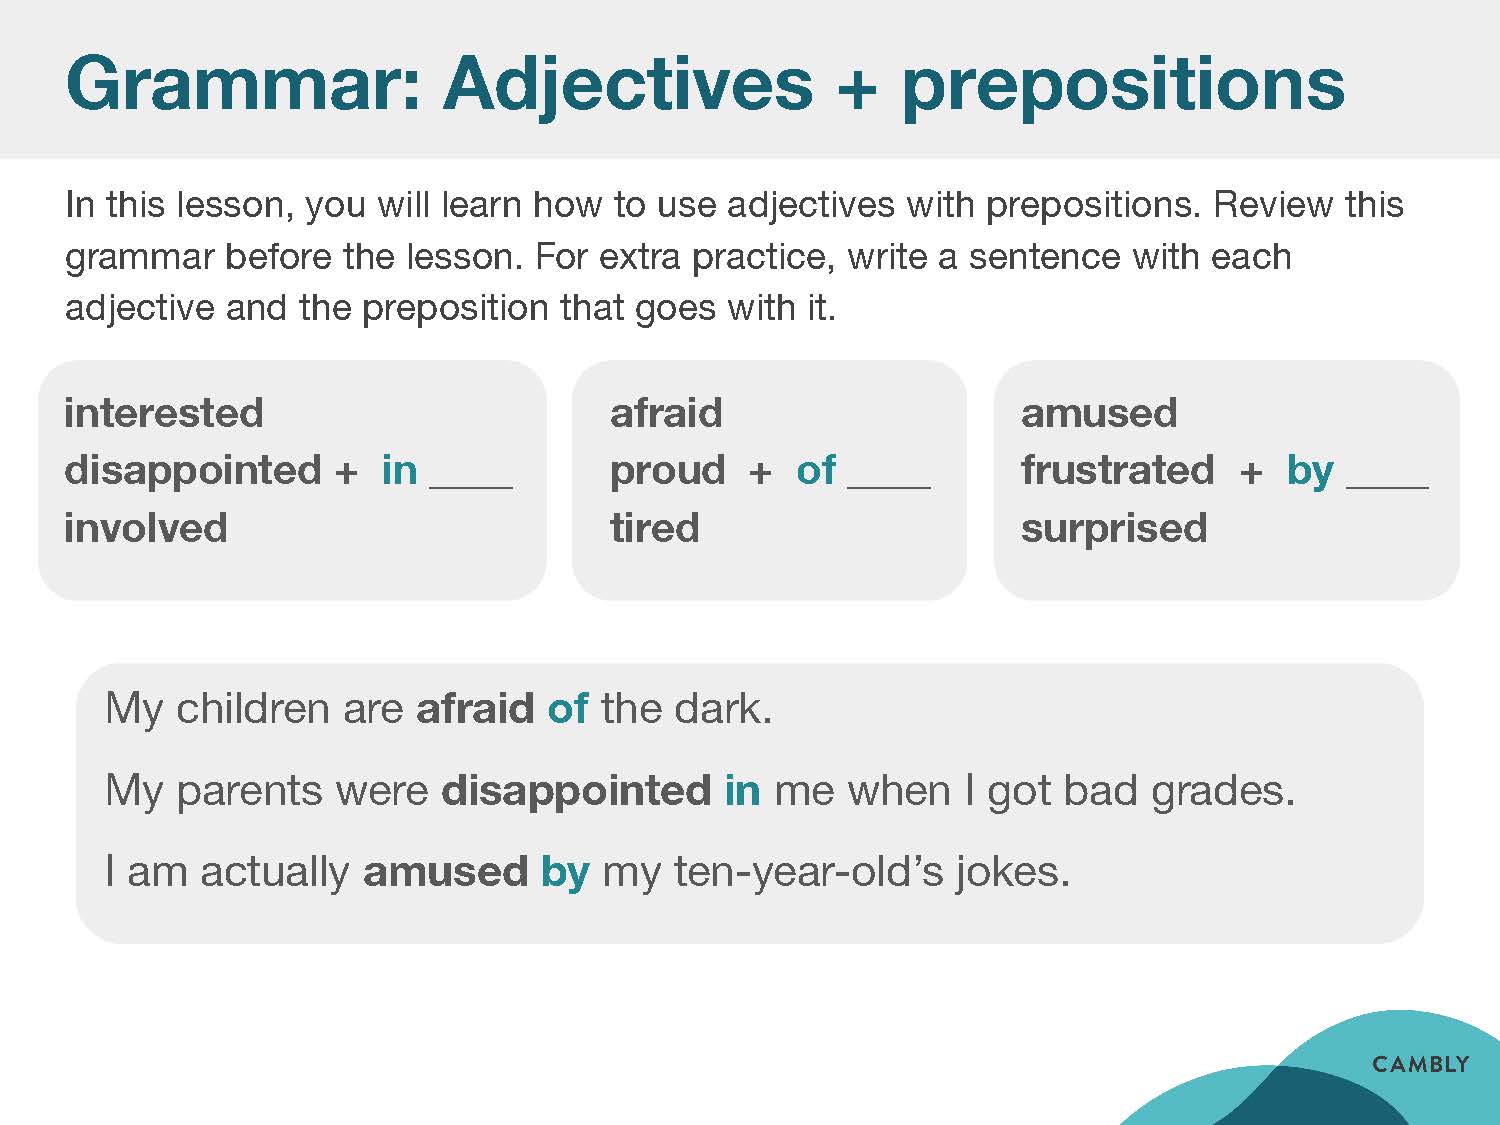 Grammar: Adjectives + prepositions
In this lesson, you will learn how to use adjectives with prepositions. Review this
grammar before the lesson. For extra practice, write a sentence with each
adjective and the preposition that goes with it.
interested
disappointed + in ____
involved
afraid
proud + of ____
tired
amused
frustrated + by ____
surprised
My children are afraid of the dark.
My parents were disappointed in me when I got bad grades.
I am actually amused by my ten-year-old’s jokes.
CAMBLY